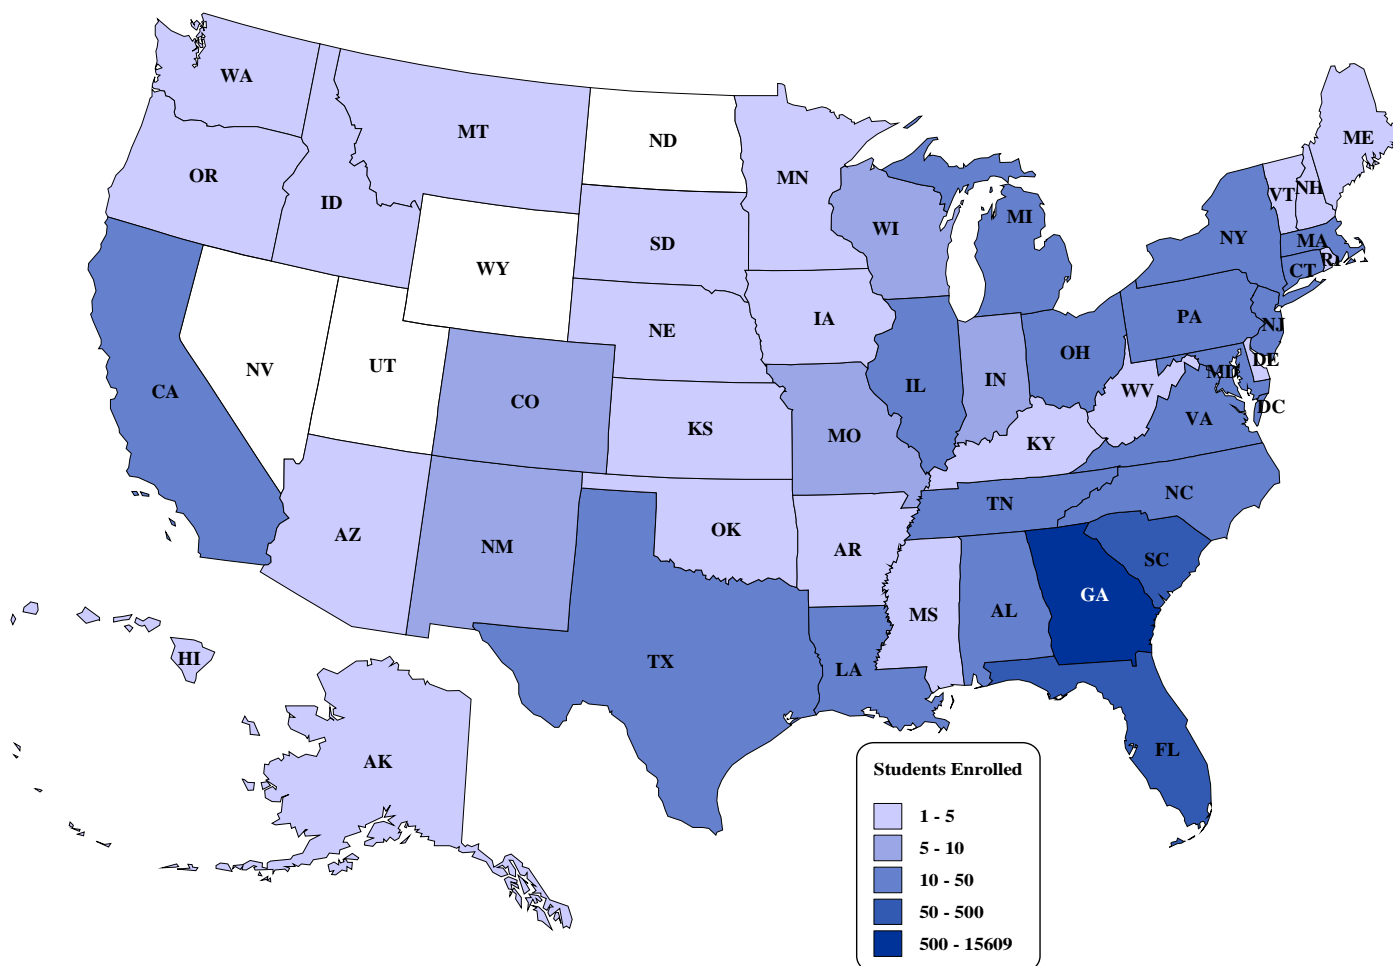 WA
MT
ND
ME
OR
ID
MN
VT
NH
SD
WI
MI
NY
MA
WY
CT
RI
NE
IA
PA
NJ
NV
UT
OH
DE
CA
CO
IL
IN
MD
WV
DC
KS
MO
KY
VA
TN
NC
AZ
NM
OK
AR
SC
MS
AL
GA
HI
TX
LA
FL
AK
Students Enrolled
1 - 5
5 - 10
10 - 50
50 - 500
500 - 15609